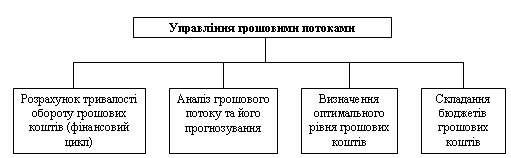 Управління грошовими потоками
Розрахунок тривалості
обороту грошових
коштів (фінансовий
цикл)
Аналіз грошового
потоку та його
прогнозування
Визначення
оптимального
рівня грошових
коштів
Складання
бюджетів
грошових
коштів